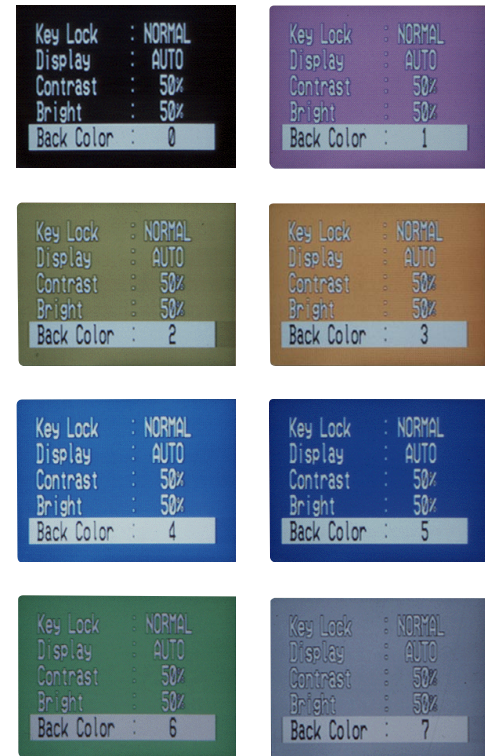 Key Lock : NORMAL
Display : AUTO
Contrast : 50%
Bright : 50%
Back Color : 0
Key Lock : NORMAL
Display : AUTO
Contrast : 50%
Bright : 50%
Back Color : 1
Key Lock : NORMAL
Display : AUTO
Contrast : 50%
Bright : 50%
Back Color : 2
Key Lock : NORMAL
Display : AUTO
Contrast : 50%
Bright : 50%
Back Color : 3
Key Lock : NORMAL
Display : AUTO
Contrast : 50%
Bright : 50%
Back Color : 4
Key Lock : NORMAL
Display : AUTO
Contrast : 50%
Bright : 50%
Back Color : 5
Key Lock : NORMAL
Display : AUTO
Contrast : 50%
Bright : 50%
Back Color : 6
Key Lock : NORMAL
Display : AUTO
Contrast : 50%
Bright : 50%
Back Color : 7